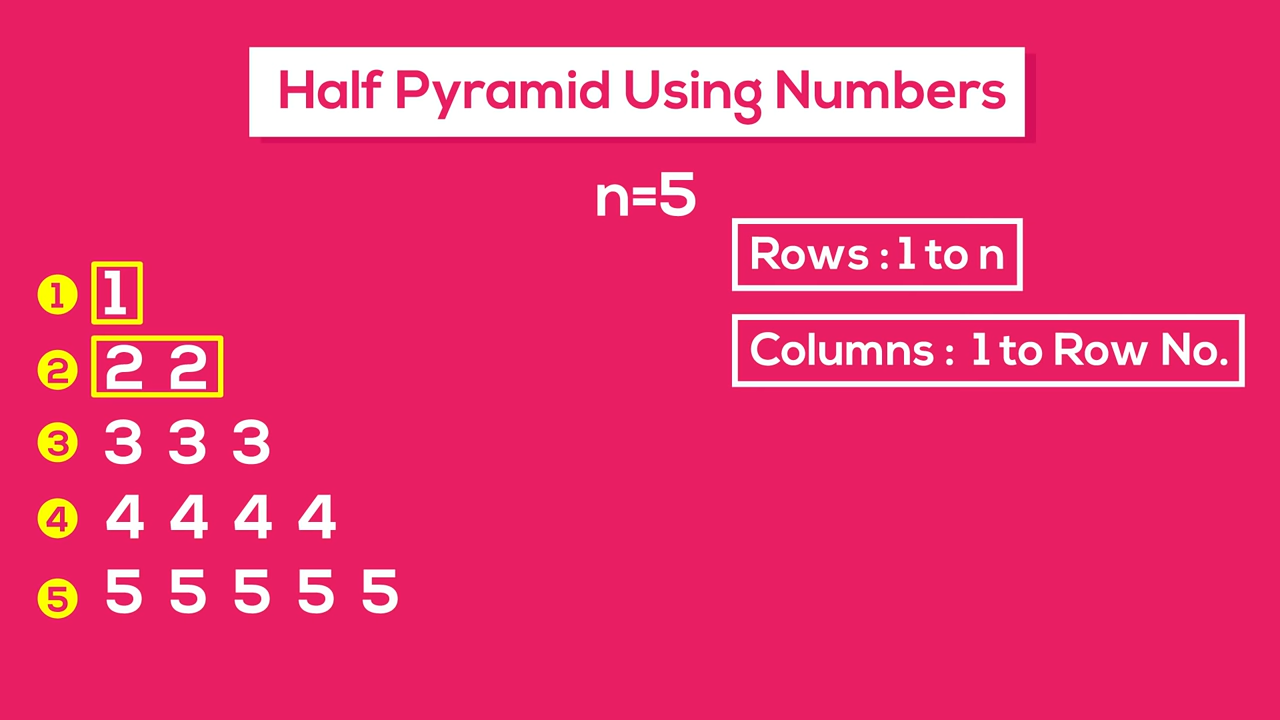 Half Pyramid Using Numbers
n=5
Rows : 1 to n
Columns : 1 to Row No.
1 1
2 2 2
3 3 3 3
4 4 4 4 4
5 5 5 5 5 5